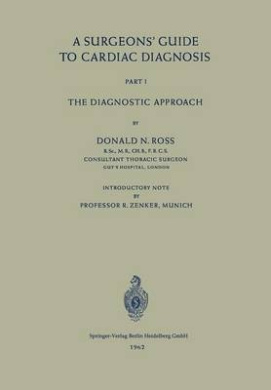 A SURGEONS' GUIDE
TO CARDIAC DIAGNOSIS
PART I
THE DIAGNOSTIC APPROACH
BY
DONALD N. ROSS
B. Sc., M. B., CH. B., F. R. C. S.
CONSULTANT THORACIC SURGEON
GUY'S HOSPITAL, LONDON
INTRODUCTORY NOTE
BY
PROFESSOR R. ZENKER, MUNICH
Springer-Verlag Berlin Heidelberg GmbH
1962